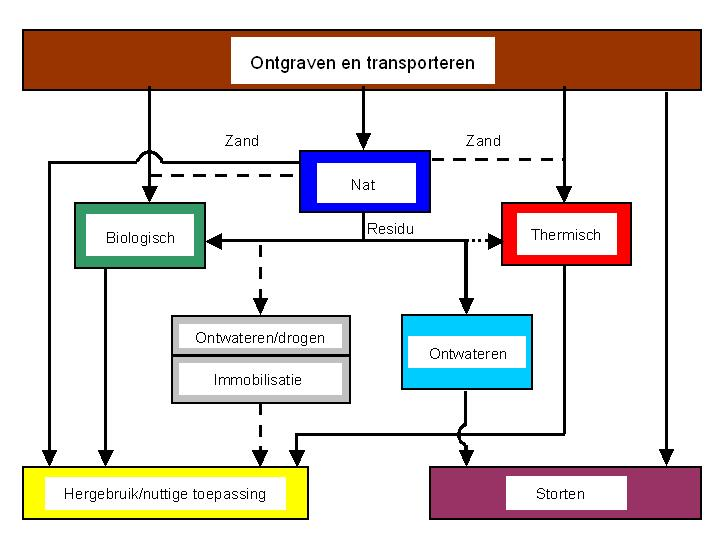 Ontgraven en transporteren
Zand
Zand
Nat
Residu
Biologisch
Thermisch
Ontwateren/drogen
Ontwateren
Immobilisatie
Hergebruik/nuttige toepassing
Storten